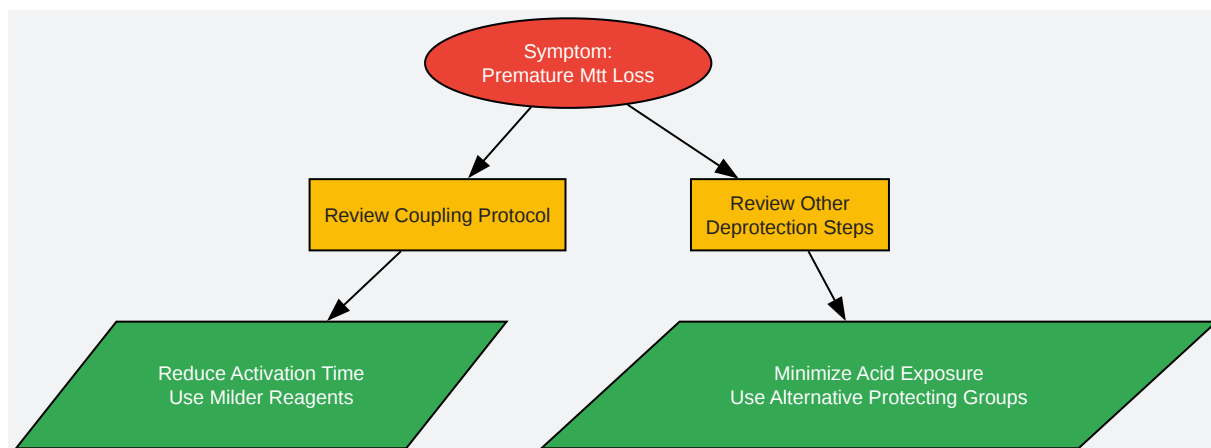 Symptom:
Premature Mtt Loss
Review Coupling Protocol
Review Other
Deprotection Steps
Reduce Activation Time
Use Milder Reagents
Minimize Acid Exposure
Use Alternative Protecting Groups